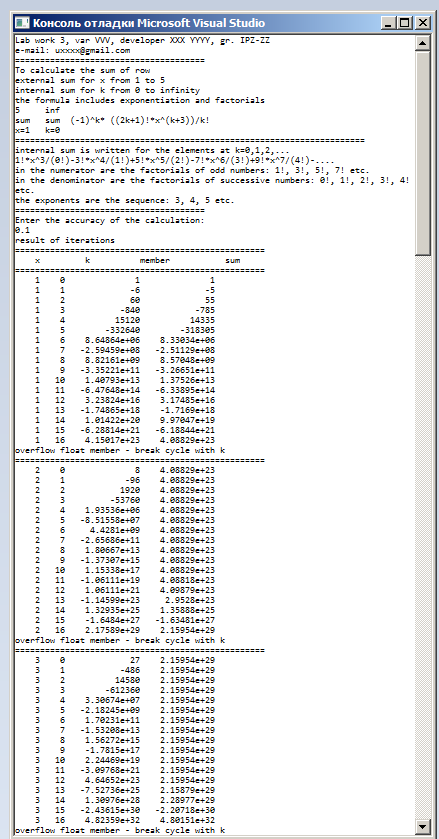 Консоль отладки Microsoft Visual Studio
Lab work 3, var VVV, developer XXX YYYY, gr. IPZ-ZZ
e-mail: uxxxx@gmail.com
=====================================
To calculate the sum of row
external sum for x from 1 to 5
internal sum for k from 0 to infinity
the formula includes exponentiation and factorials
5 inf
sum sum (-1)^k* ((2k+1)!*x^(k+3))/k!
x=1 k=0
====================================================================
internal sum is written for the elements at k=0,1,2,...
1!*x^3/(0!)-3!*x^4/(1!)+5!*x^5/(2!)-7!*x^6/(3!)+9!*x^7/(4!)-....
in the numerator are the factorials of odd numbers: 1!, 3!, 5!, 7! etc.
in the denominator are the factorials of successive numbers: 0!, 1!, 2!, 3!, 4!
etc.
the exponents are the sequence: 3, 4, 5 etc.
=====================================
Enter the accuracy of the calculation:
0.1
result of iterations
=================================================
x k member sum
=================================================
1 0 1 1
1 1 -6 -5
1 2 60 55
1 3 -840 -785
1 4 15120 14335
1 5 -332640 -318305
1 6 8.64864e+06 8.33034e+06
1 7 -2.59459e+08 -2.51129e+08
1 8 8.82161e+09 8.57048e+09
1 9 -3.35221e+11 -3.26651e+11
1 10 1.40793e+13 1.37526e+13
1 11 -6.47648e+14 -6.33895e+14
1 12 3.23824e+16 3.17485e+16
1 13 -1.74865e+18 -1.7169e+18
1 14 1.01422e+20 9.97047e+19
1 15 -6.28814e+21 -6.18844e+21
1 16 4.15017e+23 4.08829e+23
overflow float member - break cycle with k
=================================================
2 0 8 4.08829e+23
2 1 -96 4.08829e+23
2 2 1920 4.08829e+23
2 3 -53760 4.08829e+23
2 4 1.93536e+06 4.08829e+23
2 5 -8.51558e+07 4.08829e+23
2 6 4.4281e+09 4.08829e+23
2 7 -2.65686e+11 4.08829e+23
2 8 1.80667e+13 4.08829e+23
2 9 -1.37307e+15 4.08829e+23
2 10 1.15338e+17 4.08829e+23
2 11 -1.06111e+19 4.08818e+23
2 12 1.06111e+21 4.09879e+23
2 13 -1.14599e+23 2.9528e+23
2 14 1.32935e+25 1.35888e+25
2 15 -1.6484e+27 -1.63481e+27
2 16 2.17589e+29 2.15954e+29
overflow float member - break cycle with k
=================================================
3 0 27 2.15954e+29
3 1 -486 2.15954e+29
3 2 14580 2.15954e+29
3 3 -612360 2.15954e+29
3 4 3.30674e+07 2.15954e+29
3 5 -2.18245e+09 2.15954e+29
3 6 1.70231e+11 2.15954e+29
3 7 -1.53208e+13 2.15954e+29
3 8 1.56272e+15 2.15954e+29
3 9 -1.7815e+17 2.15954e+29
3 10 2.24469e+19 2.15954e+29
3 11 -3.09768e+21 2.15954e+29
3 12 4.64652e+23 2.15954e+29
3 13 -7.52736e+25 2.15879e+29
3 14 1.30976e+28 2.28977e+29
3 15 -2.43615e+30 -2.20718e+30
3 16 4.82359e+32 4.80151e+32
overflow float member - break cycle with k